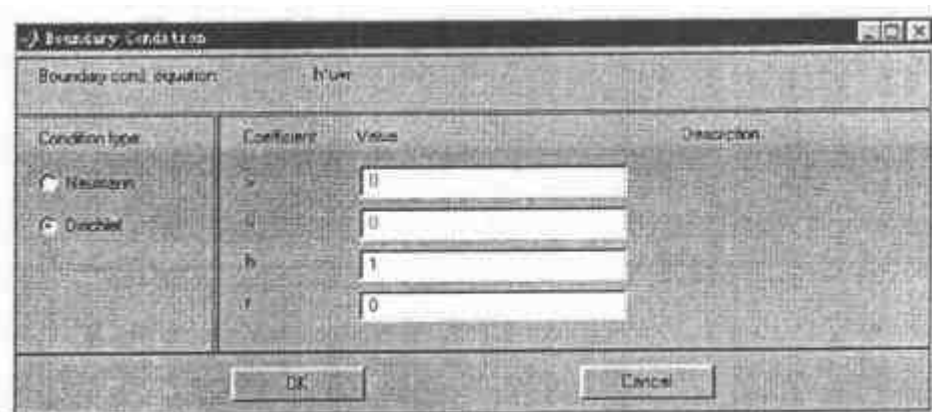 Boundary Condition
Boundary cond. equation: h*u=r
Condition type: Coefficient Value Description
Neumann g 0
Dirichlet q 0
h 1
r 0
OK Cancel